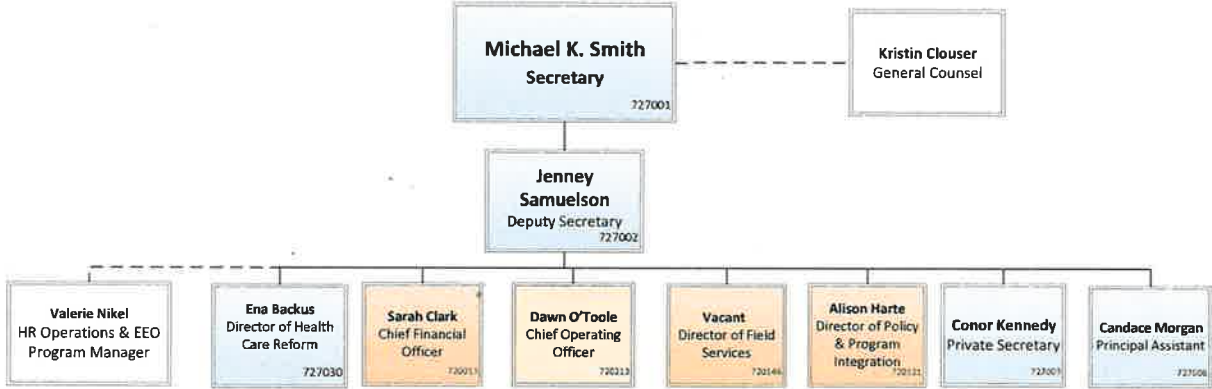 Michael K. Smith
Secretary
727001
Kristin Clouser
General Counsel
Jenney
Samuelson
Deputy Secretary
727002
Valerie Nikel
HR Operations & EEO
Program Manager
Ena Backus
Director of Health
Care Reform
727030
Sarah Clark
Chief Financial
Officer
Dawn O'Toole
Chief Operating
Officer
720213
Vacant
Director of Field
Services
Alison Harte
Director of Policy
& Program
Integration
Conor Kennedy
Private Secretary
Candace Morgan
Principal Assistant